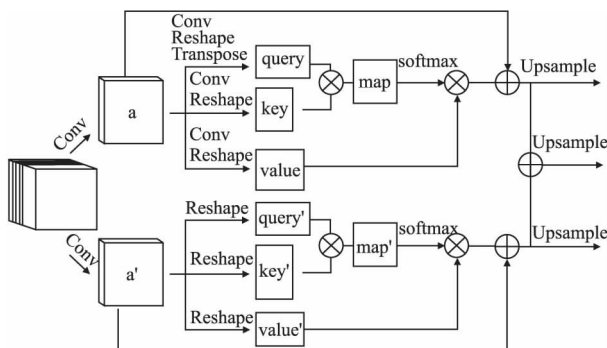 Conv
Reshape
Transpose
query
softmax
Upsample
Conv
Reshape
key
map
a
Conv
Conv
Reshape
value
Upsample
Conv
Reshape
query'
softmax
Upsample
a'
Reshape
key'
map'
Reshape
value'